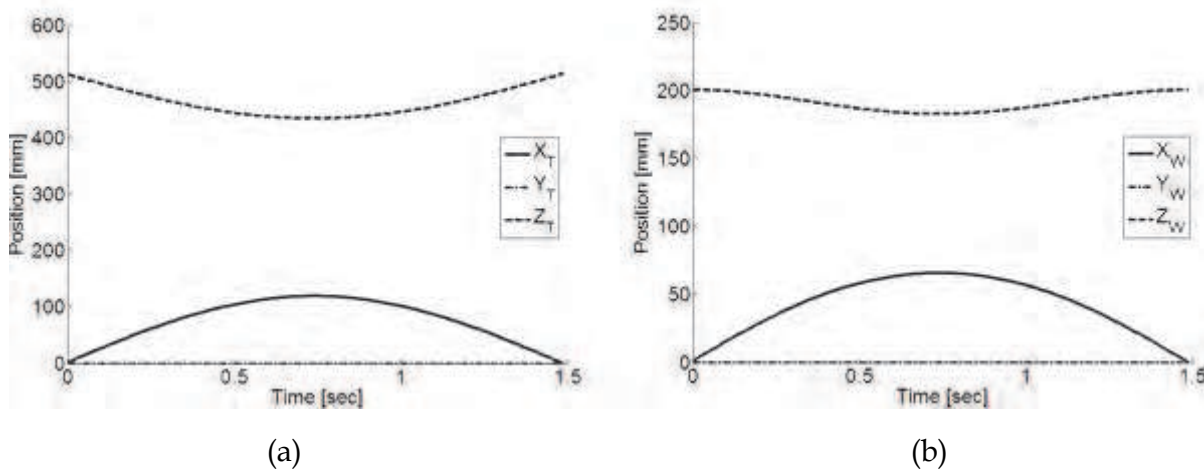 600
500
400
300
200
100
0
Position [mm]
X_T
Y_T
Z_T
0
0.5
1
1.5
Time [sec]
(a)
250
200
150
100
50
0
Position [mm]
X_W
Y_W
Z_W
0
0.5
1
1.5
Time [sec]
(b)